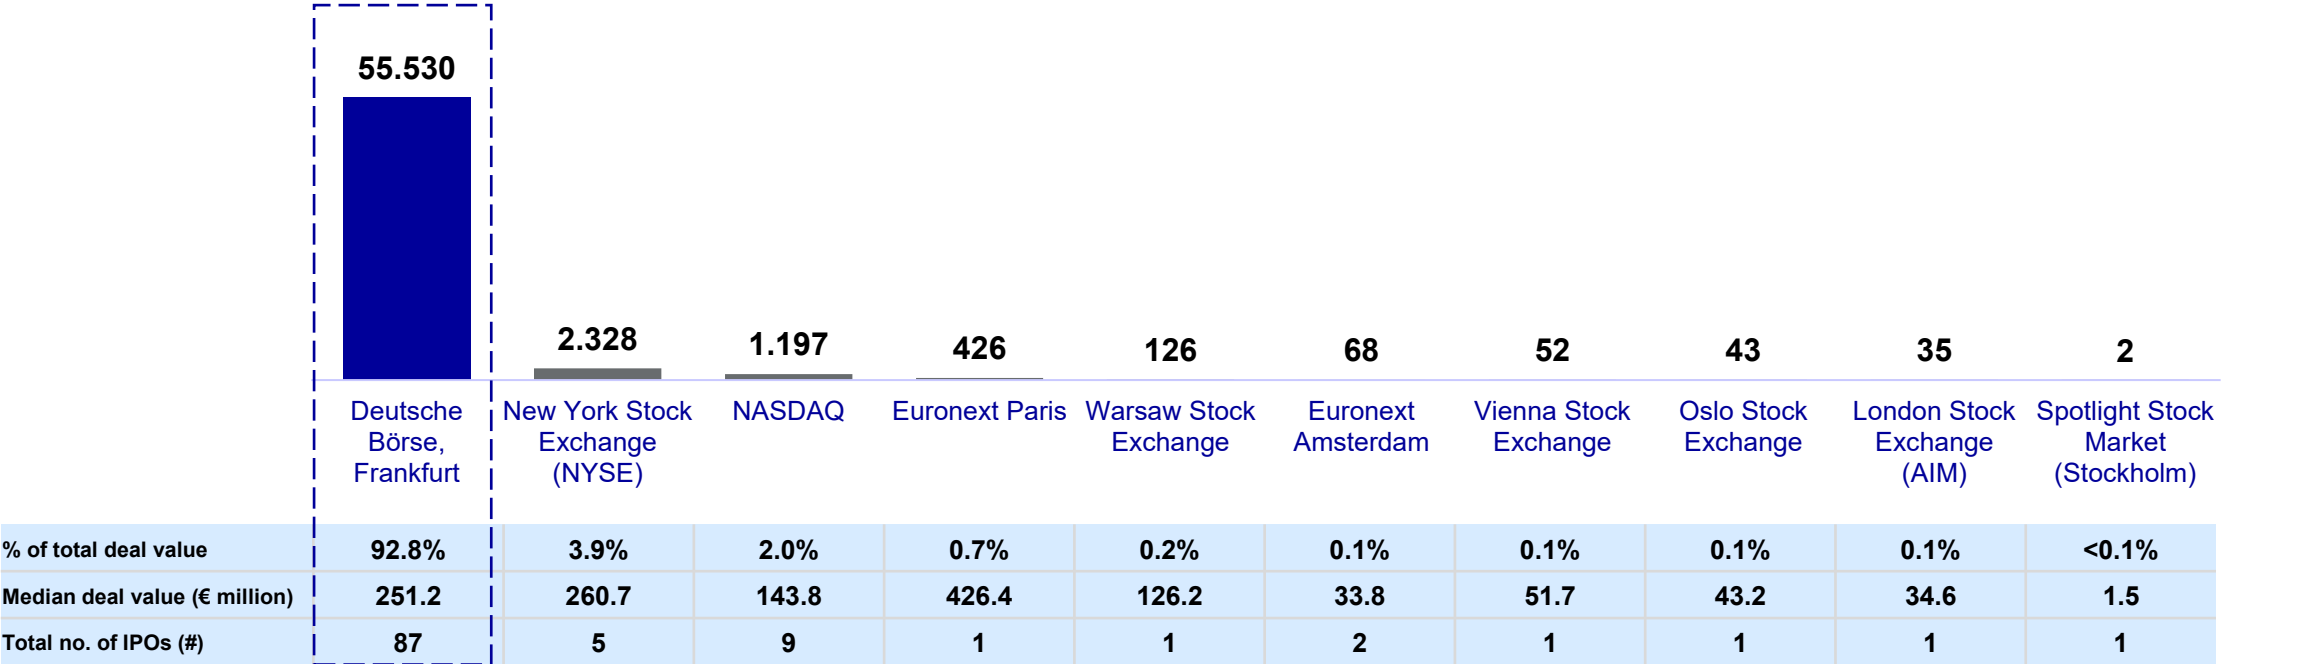 55.530
2.328
1.197
426
126
68
52
43
35
2
Deutsche
Börse,
Frankfurt
New York Stock
Exchange
(NYSE)
NASDAQ
Euronext Paris
Warsaw Stock
Exchange
Euronext
Amsterdam
Vienna Stock
Exchange
Oslo Stock
Exchange
London Stock
Exchange
(AIM)
Spotlight Stock
Market
(Stockholm)
% of total deal value 92.8% 3.9% 2.0% 0.7% 0.2% 0.1% 0.1% 0.1% 0.1% <0.1%
Median deal value (€ million) 251.2 260.7 143.8 426.4 126.2 33.8 51.7 43.2 34.6 1.5
Total no. of IPOs (#) 87 5 9 1 1 2 1 1 1 1